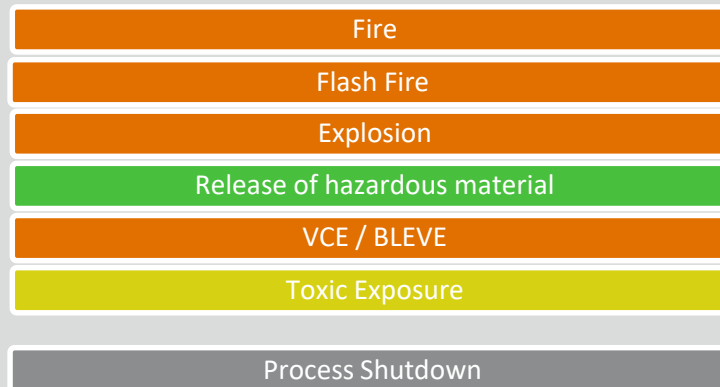 Fire
Flash Fire
Explosion
Release of hazardous material
VCE / BLEVE
Toxic Exposure
Process Shutdown